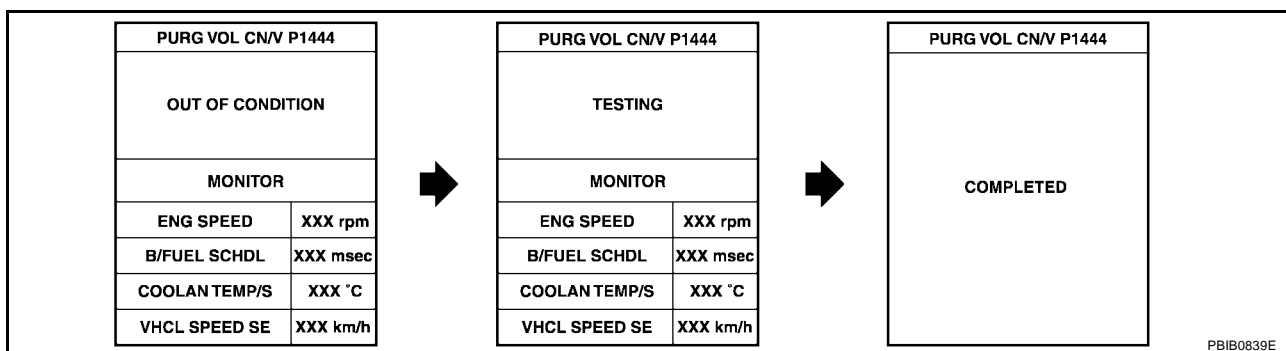 PURG VOL CN/V P1444
OUT OF CONDITION
MONITOR
ENG SPEED XXX rpm
B/FUEL SCHDL XXX msec
COOLAN TEMP/S XXX °C
VHCL SPEED SE XXX km/h
PURG VOL CN/V P1444
TESTING
MONITOR
ENG SPEED XXX rpm
B/FUEL SCHDL XXX msec
COOLAN TEMP/S XXX °C
VHCL SPEED SE XXX km/h
PURG VOL CN/V P1444
COMPLETED
PBIB0839E